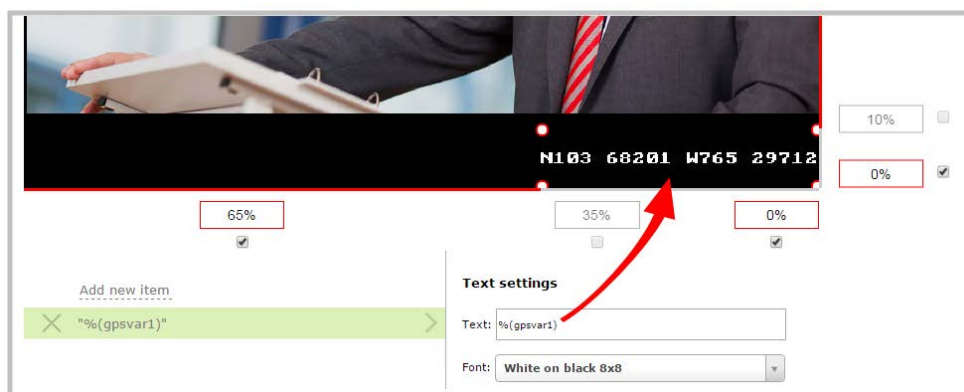 10%
N103 68201 W765 29712
0%
65% 35% 0%
Add new item
Text settings
"%(gpsvar1)"
Text: %(gpsvar1)
Font: White on black 8x8